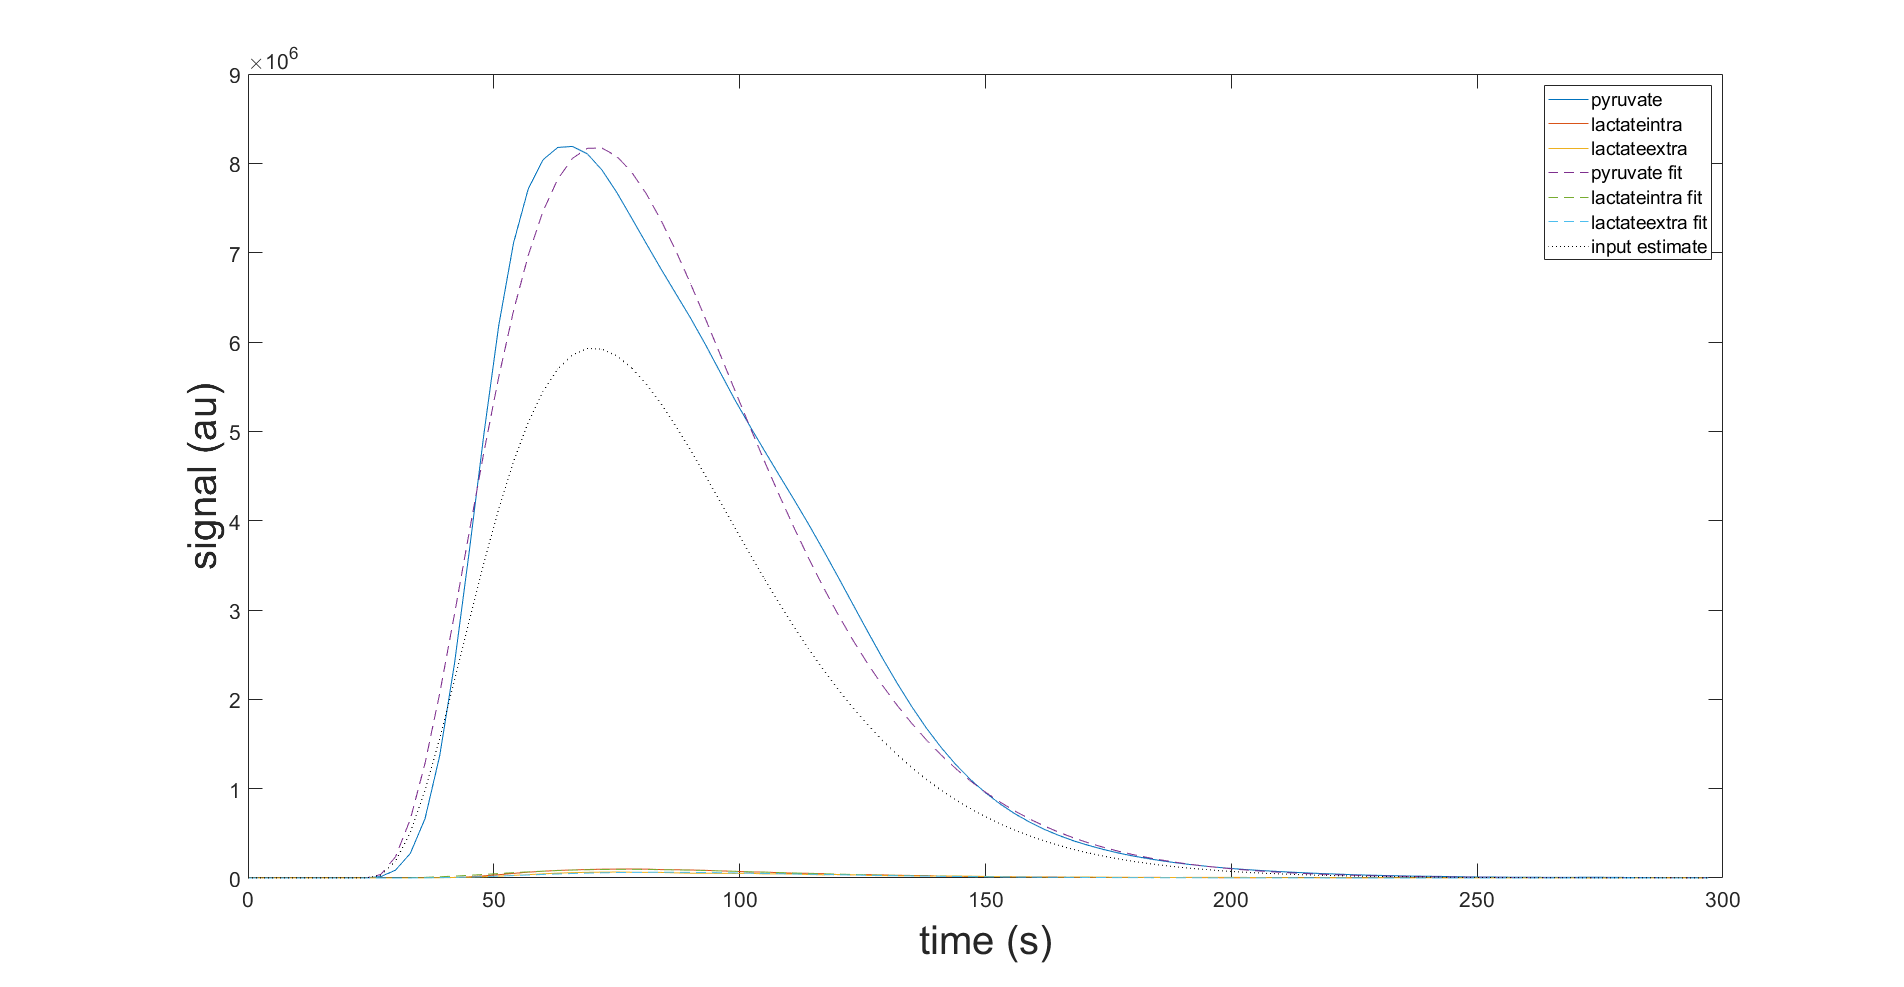 ×10⁶
9
8
7
6
5
4
3
2
1
0
signal (au)
0 50 100 150 200 250 300
time (s)
pyruvate
lactateintra
lactateextra
pyruvate fit
lactateintra fit
lactateextra fit
input estimate